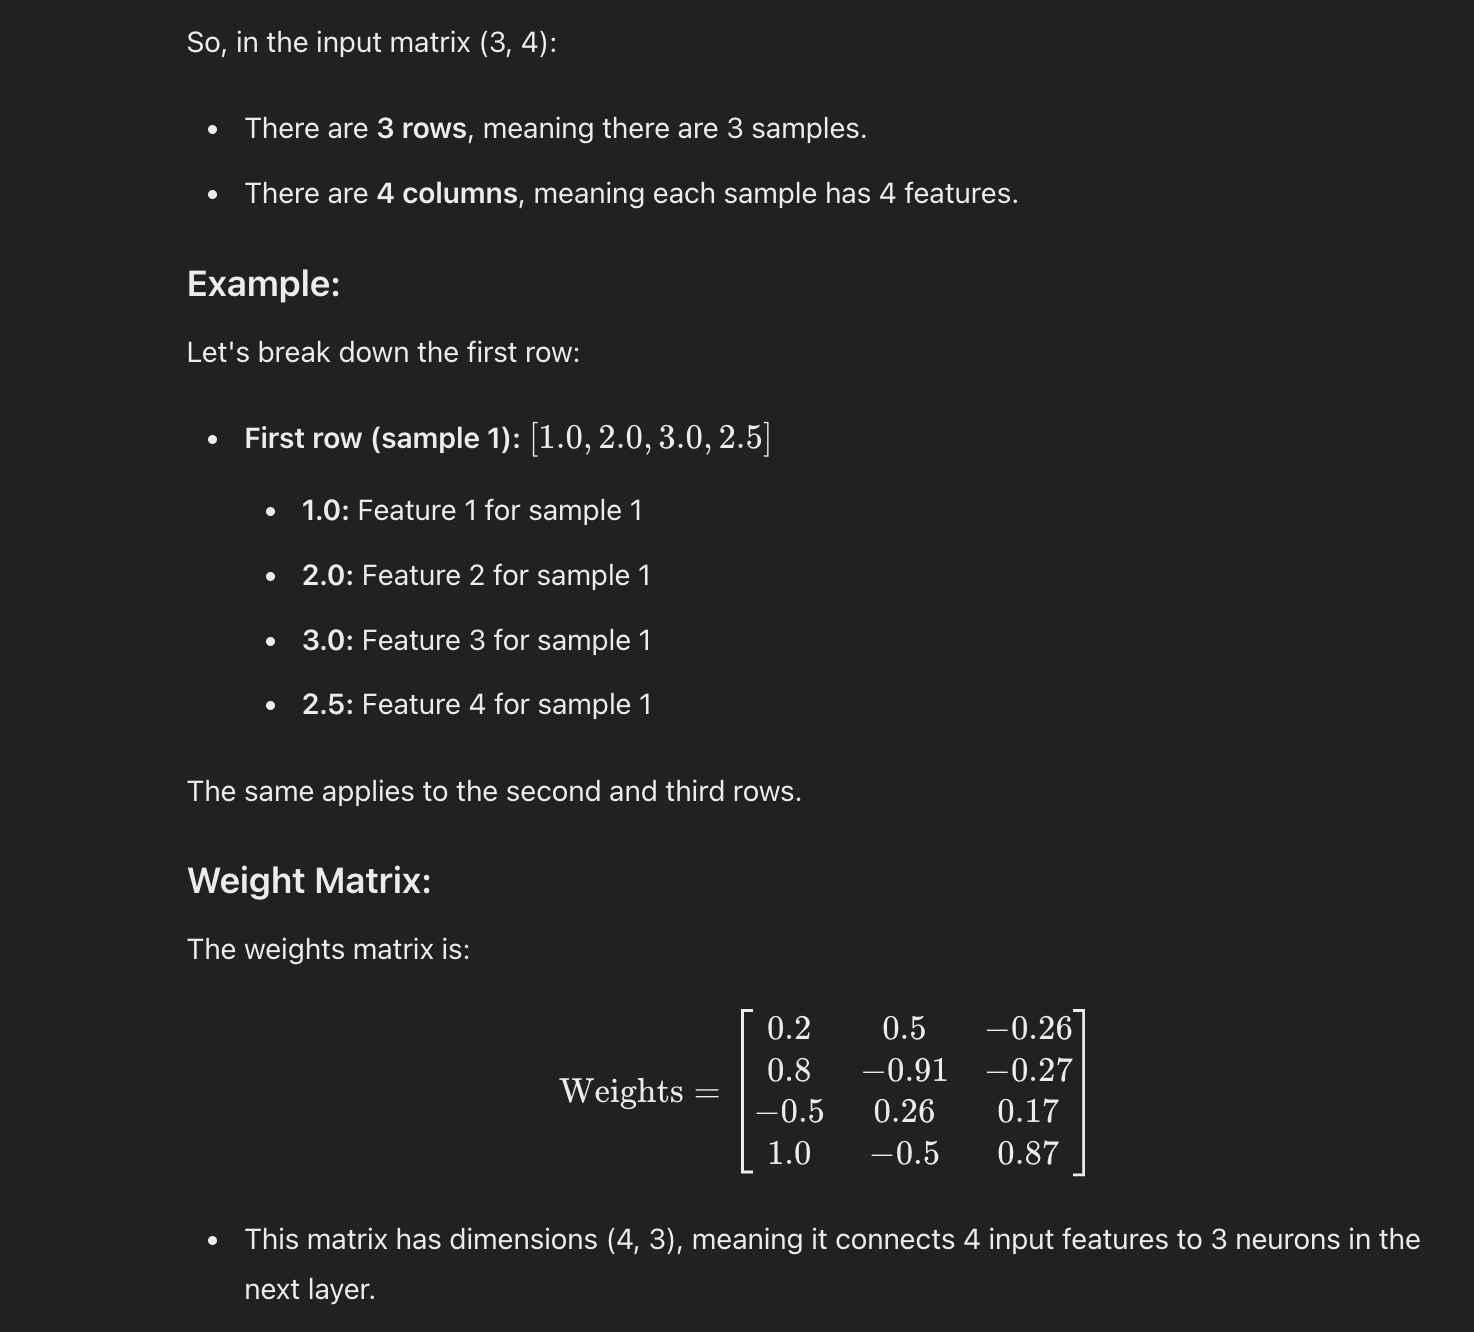 So, in the input matrix (3, 4):
• There are 3 rows, meaning there are 3 samples.
• There are 4 columns, meaning each sample has 4 features.
Example:
Let's break down the first row:
• First row (sample 1): [1.0, 2.0, 3.0, 2.5]
• 1.0: Feature 1 for sample 1
• 2.0: Feature 2 for sample 1
• 3.0: Feature 3 for sample 1
• 2.5: Feature 4 for sample 1
The same applies to the second and third rows.
Weight Matrix:
The weights matrix is:
0.2 0.5 −0.26
0.8 −0.91 −0.27
Weights =
−0.5 0.26 0.17
1.0 −0.5 0.87
• This matrix has dimensions (4, 3), meaning it connects 4 input features to 3 neurons in the
next layer.